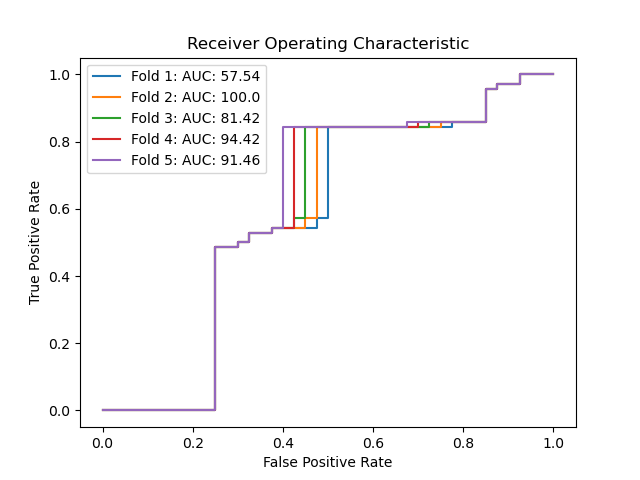 Receiver Operating Characteristic
1.0
0.8
0.6
0.4
0.2
0.0
True Positive Rate
Fold 1: AUC: 57.54
Fold 2: AUC: 100.0
Fold 3: AUC: 81.42
Fold 4: AUC: 94.42
Fold 5: AUC: 91.46
0.0 0.2 0.4 0.6 0.8 1.0
False Positive Rate